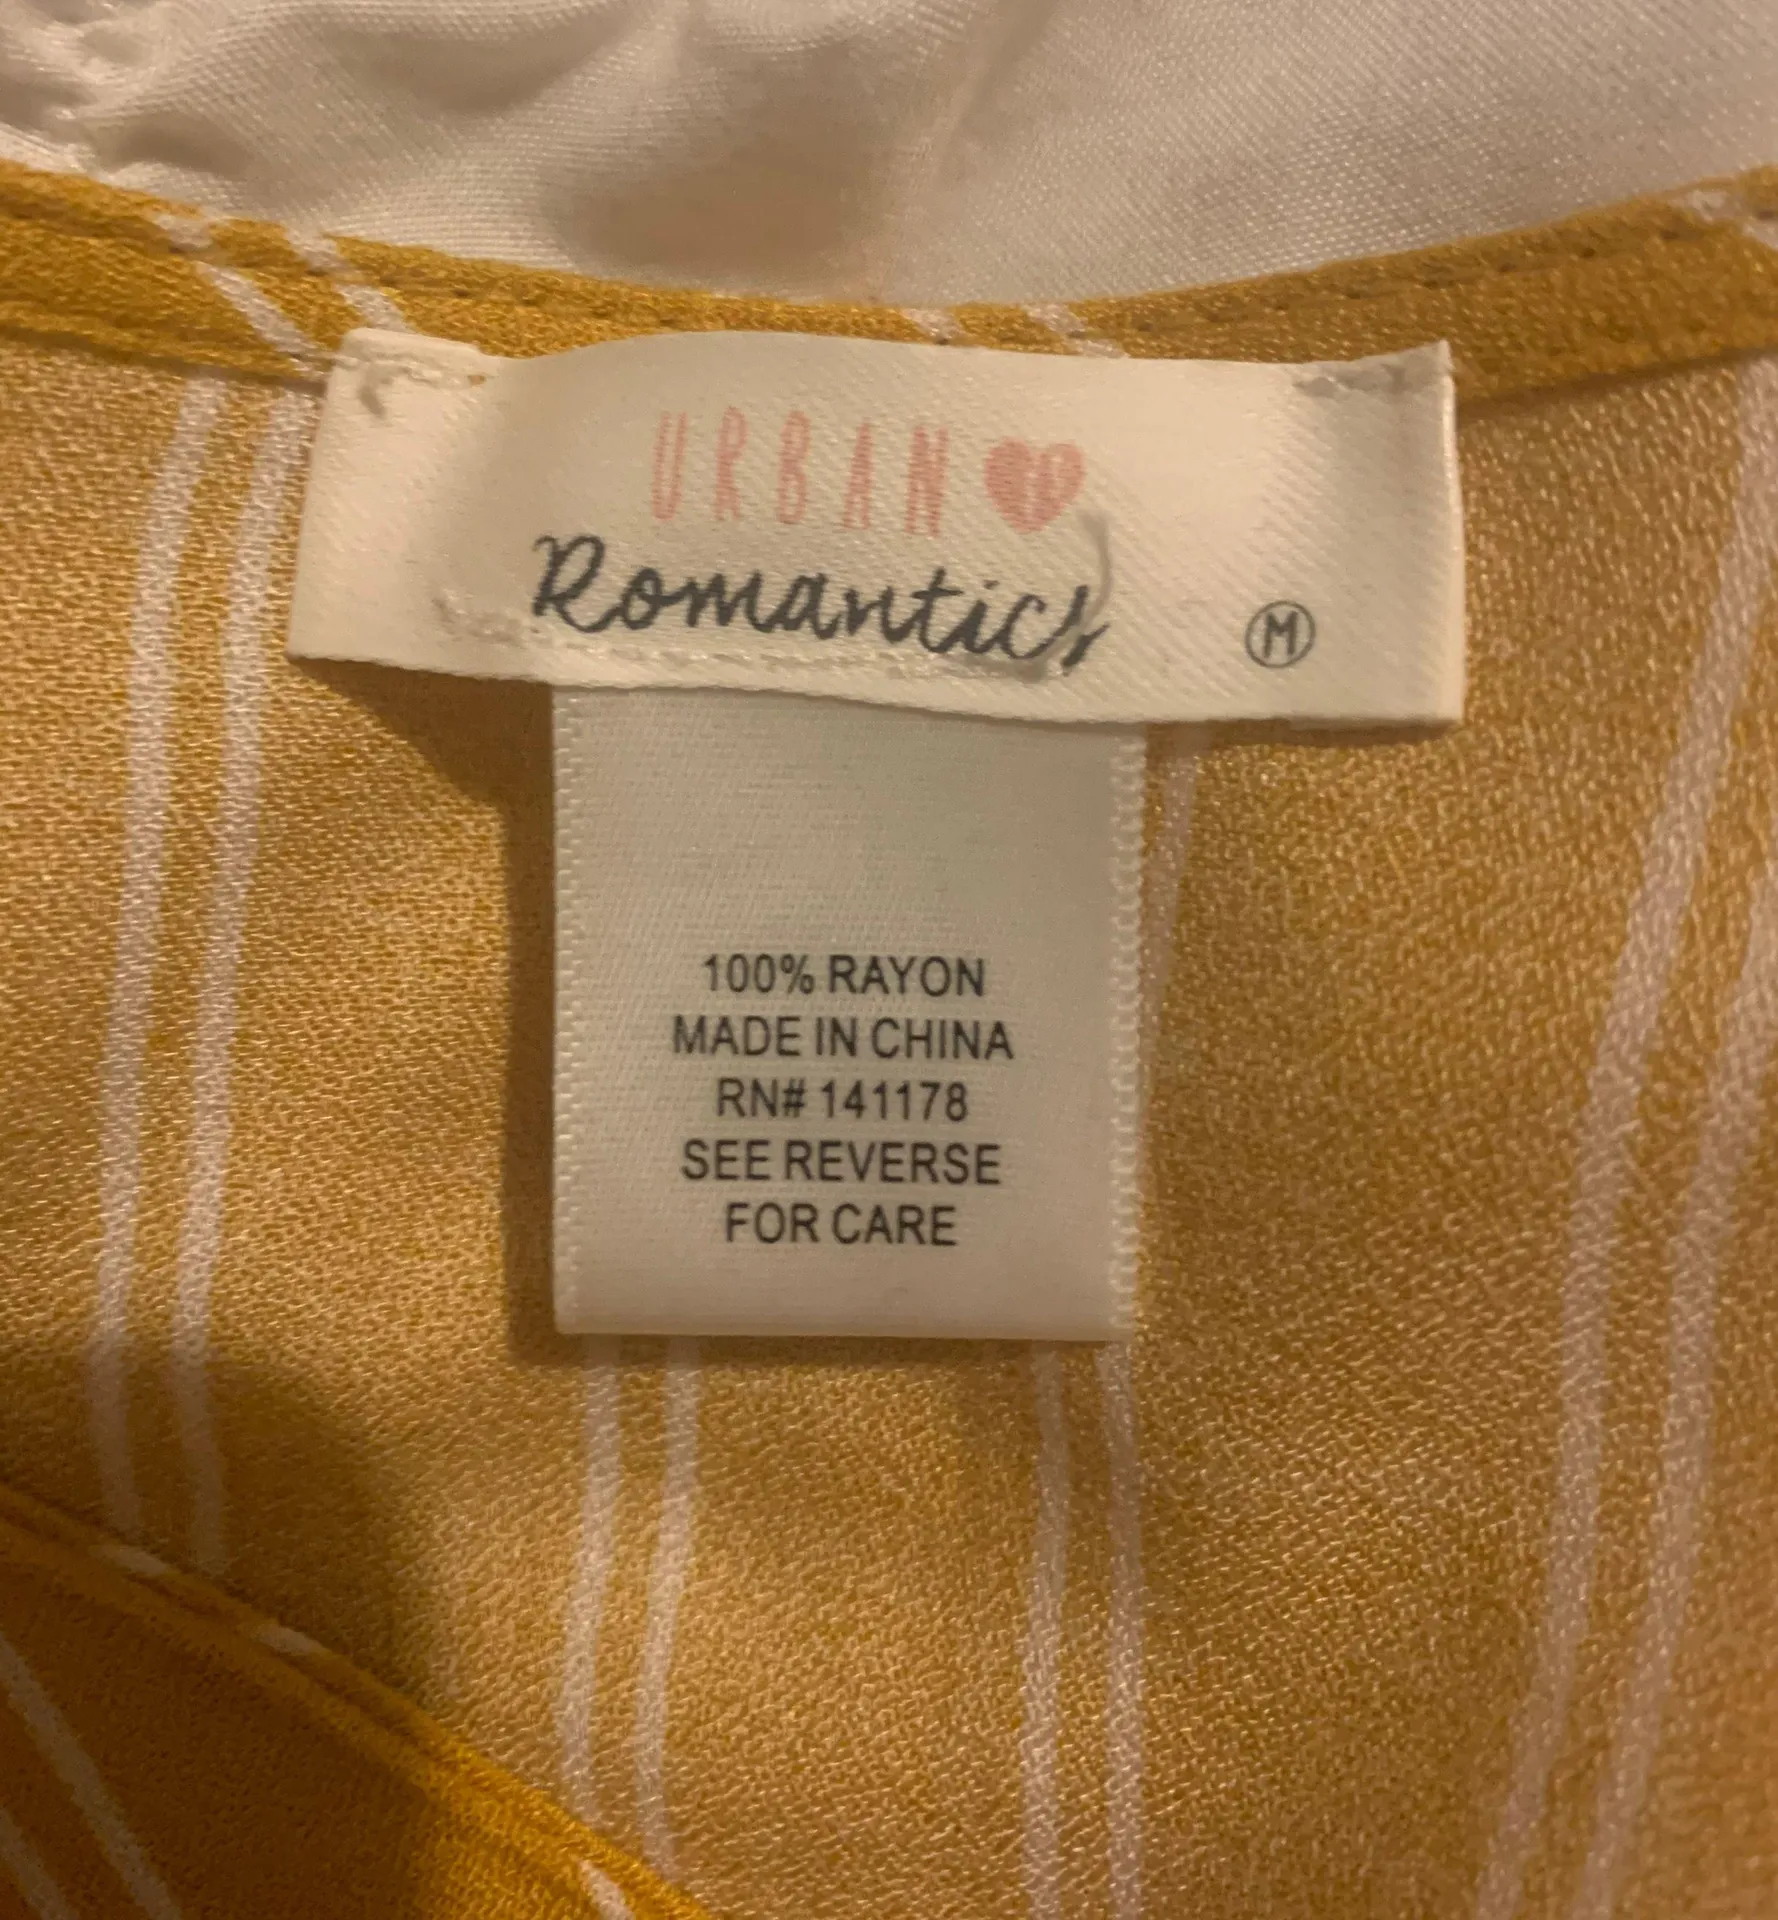 URBAN
Romantics
M
100% RAYON
MADE IN CHINA
RN# 141178
SEE REVERSE
FOR CARE